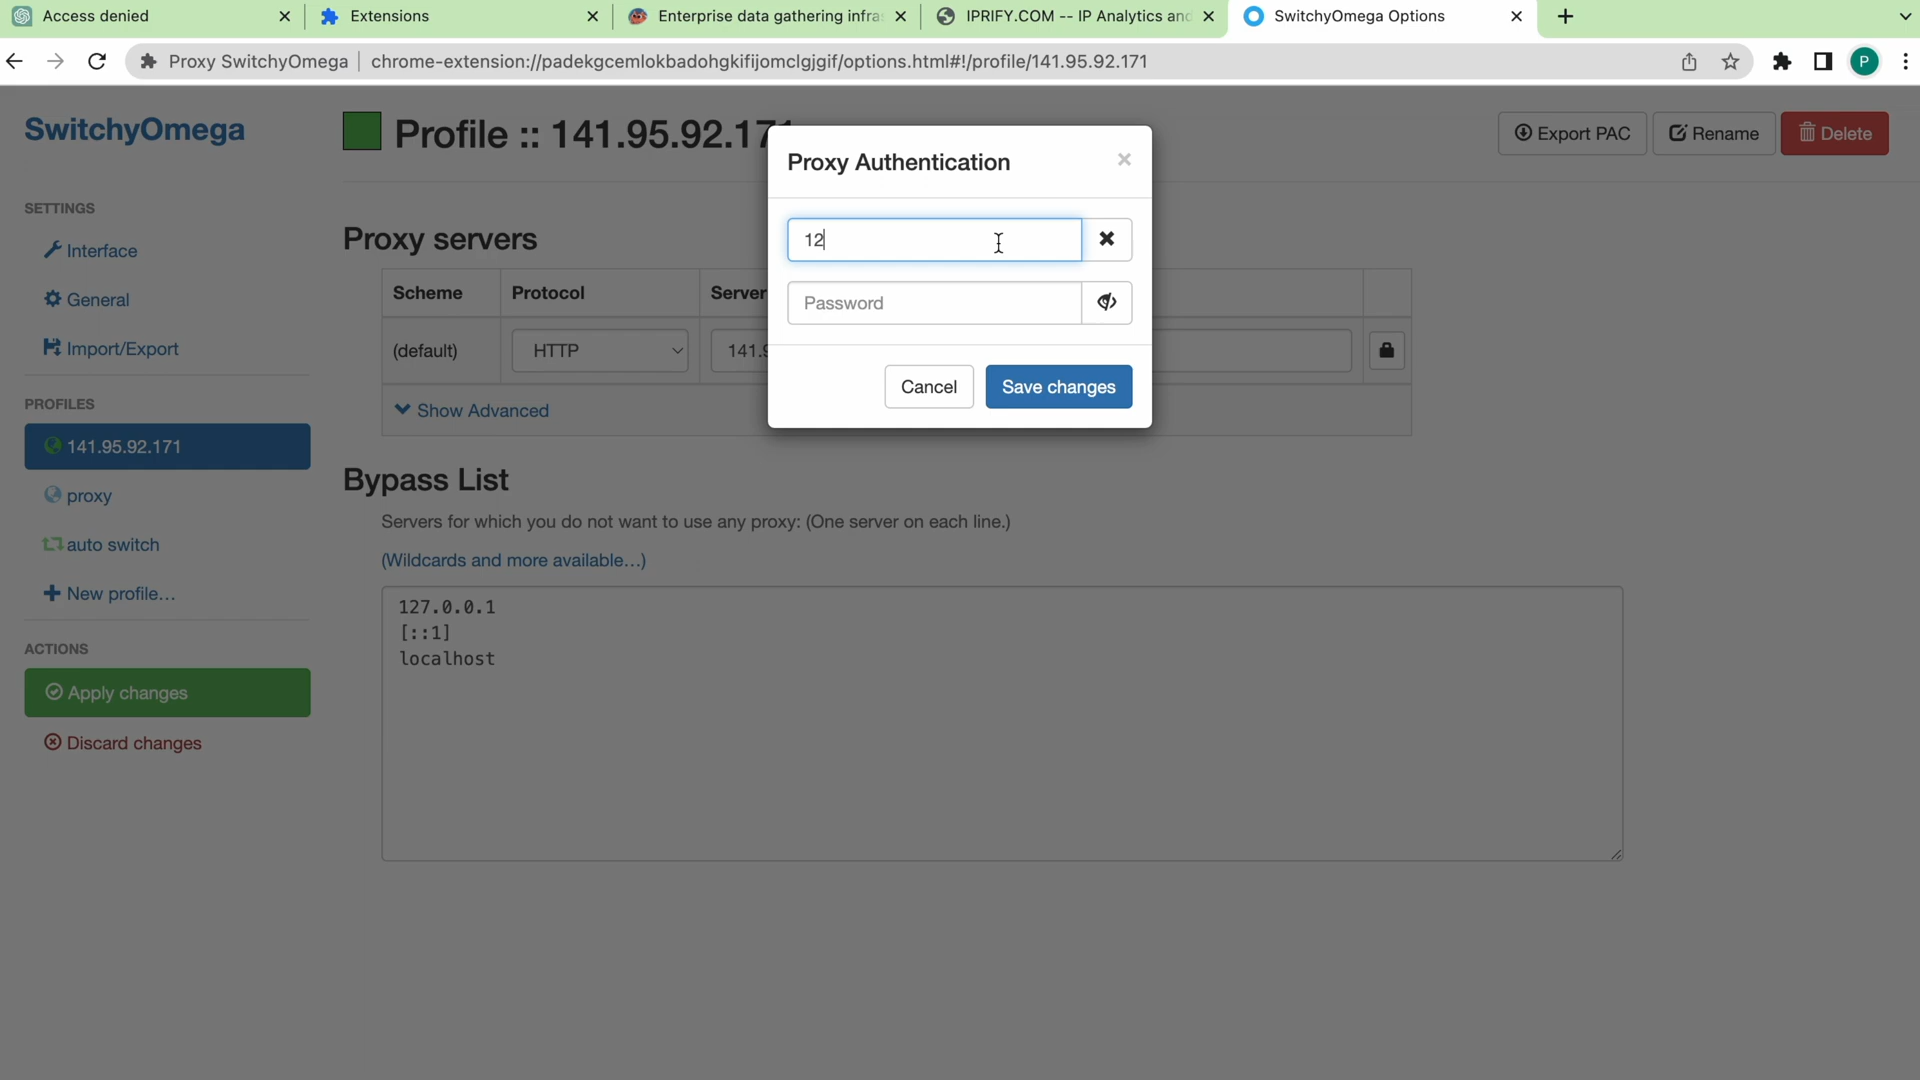 Access denied
Extensions
Enterprise data gathering infra
IPRIFY.COM -- IP Analytics and
SwitchyOmega Options
Proxy SwitchyOmega
chrome-extension://padekgcemlokbadohgkifijomclgjgif/options.html#!/profile/141.95.92.171
P
SwitchyOmega
Profile :: 141.95.92.171
Export PAC
Rename
Delete
Proxy Authentication
SETTINGS
Interface
General
Import/Export
PROFILES
141.95.92.171
proxy
auto switch
New profile…
ACTIONS
Apply changes
Discard changes
Proxy servers
Scheme
Protocol
Server
(default)
HTTP
141.9
Show Advanced
12
Password
Cancel
Save changes
Bypass List
Servers for which you do not want to use any proxy: (One server on each line.)
(Wildcards and more available…)
127.0.0.1
[::1]
localhost